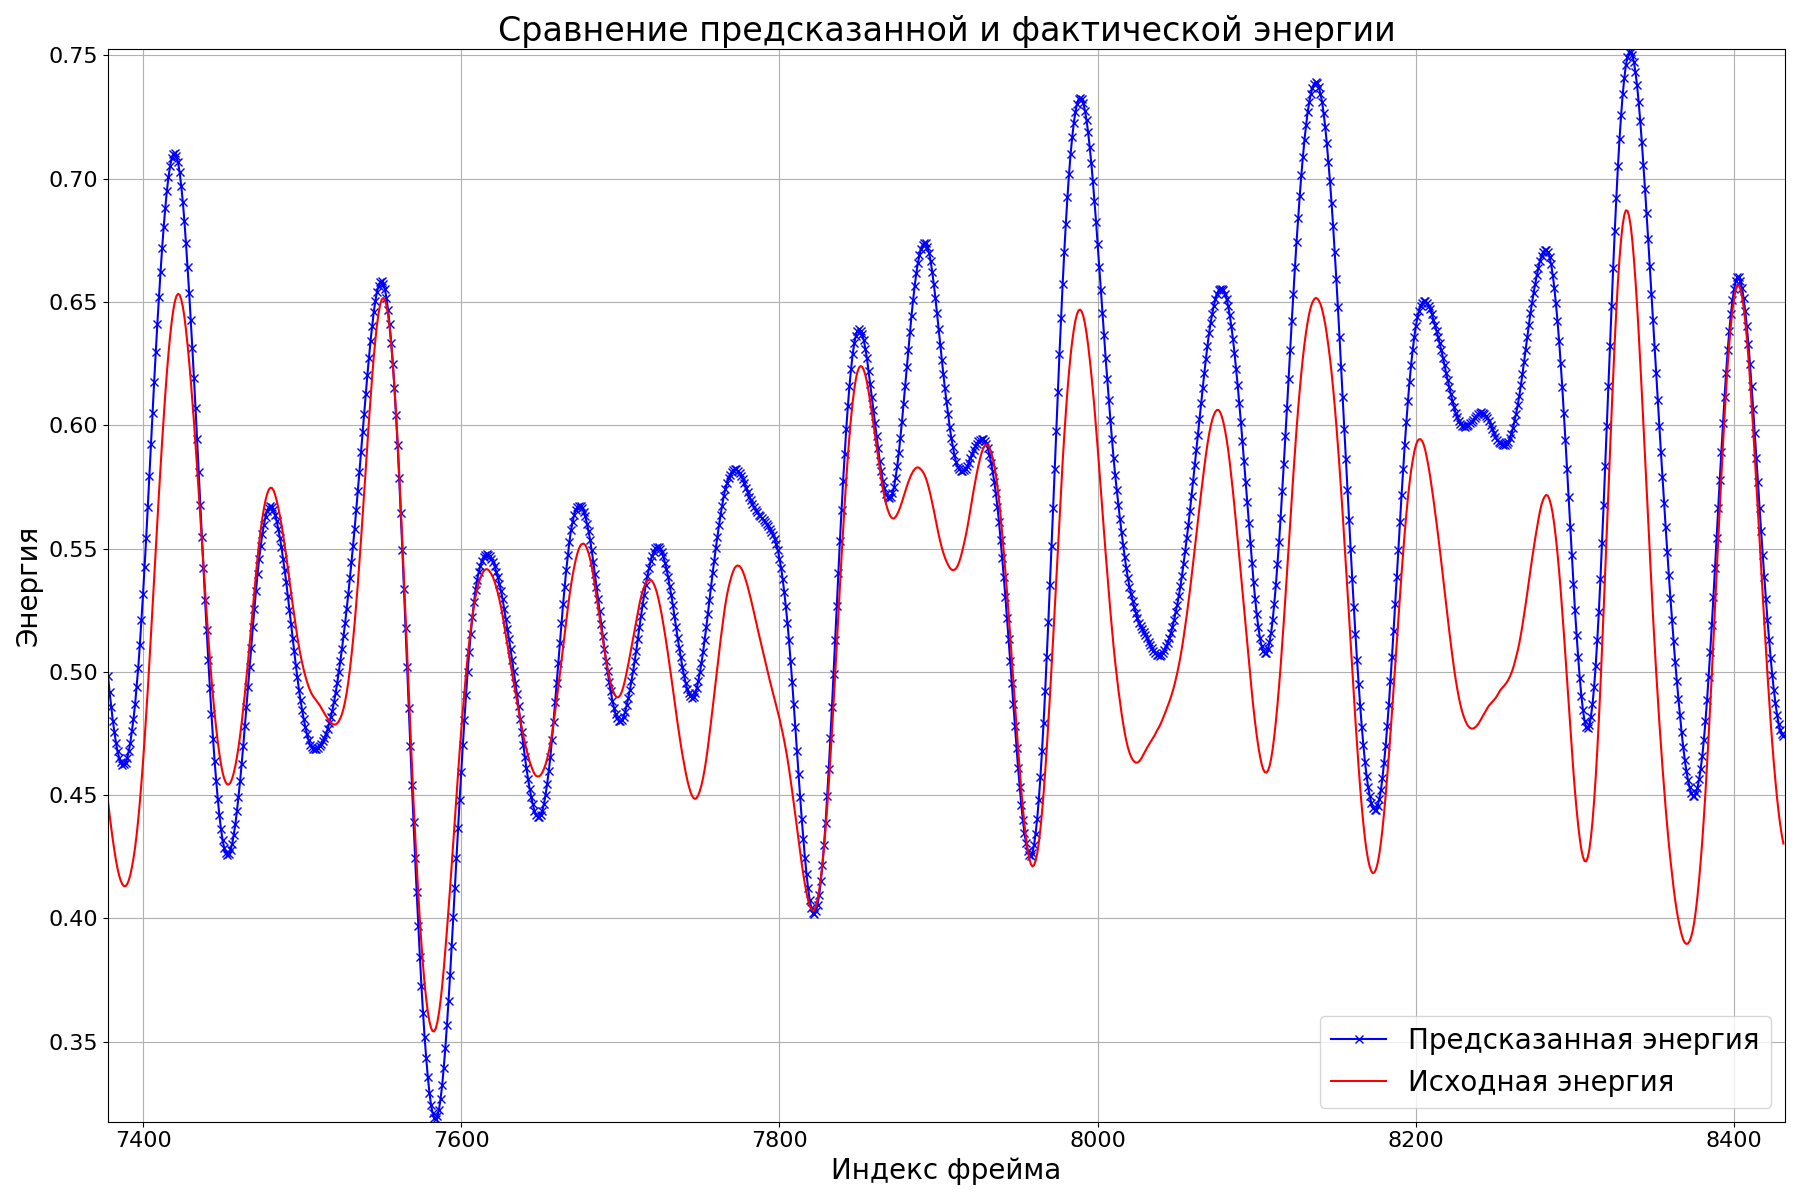 Сравнение предсказанной и фактической энергии
Энергия
0.75
0.70
0.65
0.60
0.55
0.50
0.45
0.40
0.35
7400 7600 7800 8000 8200 8400
Индекс фрейма
Предсказанная энергия
Исходная энергия